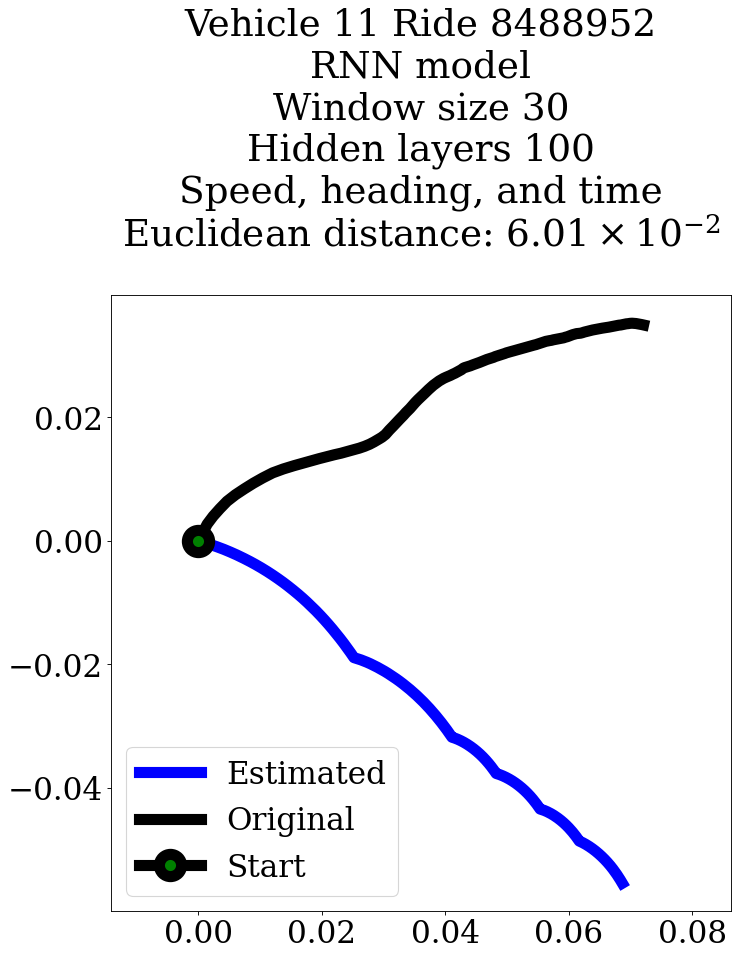 Vehicle 11 Ride 8488952
RNN model
Window size 30
Hidden layers 100
Speed, heading, and time
Euclidean distance: 6.01 × 10⁻²
0.02
0.00
−0.02
−0.04
Estimated
Original
Start
0.00 0.02 0.04 0.06 0.08